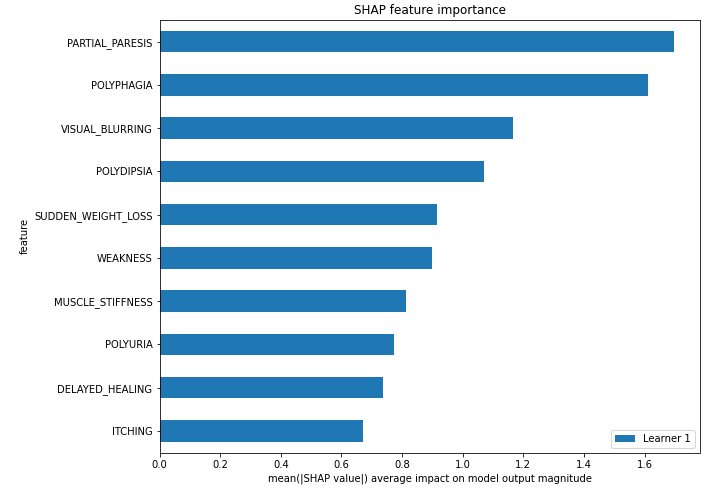 SHAP feature importance
PARTIAL_PARESIS
POLYPHAGIA
VISUAL_BLURRING
POLYDIPSIA
SUDDEN_WEIGHT_LOSS
WEAKNESS
MUSCLE_STIFFNESS
POLYURIA
DELAYED_HEALING
ITCHING
feature
Learner 1
0.0 0.2 0.4 0.6 0.8 1.0 1.2 1.4 1.6
mean(|SHAP value|) average impact on model output magnitude